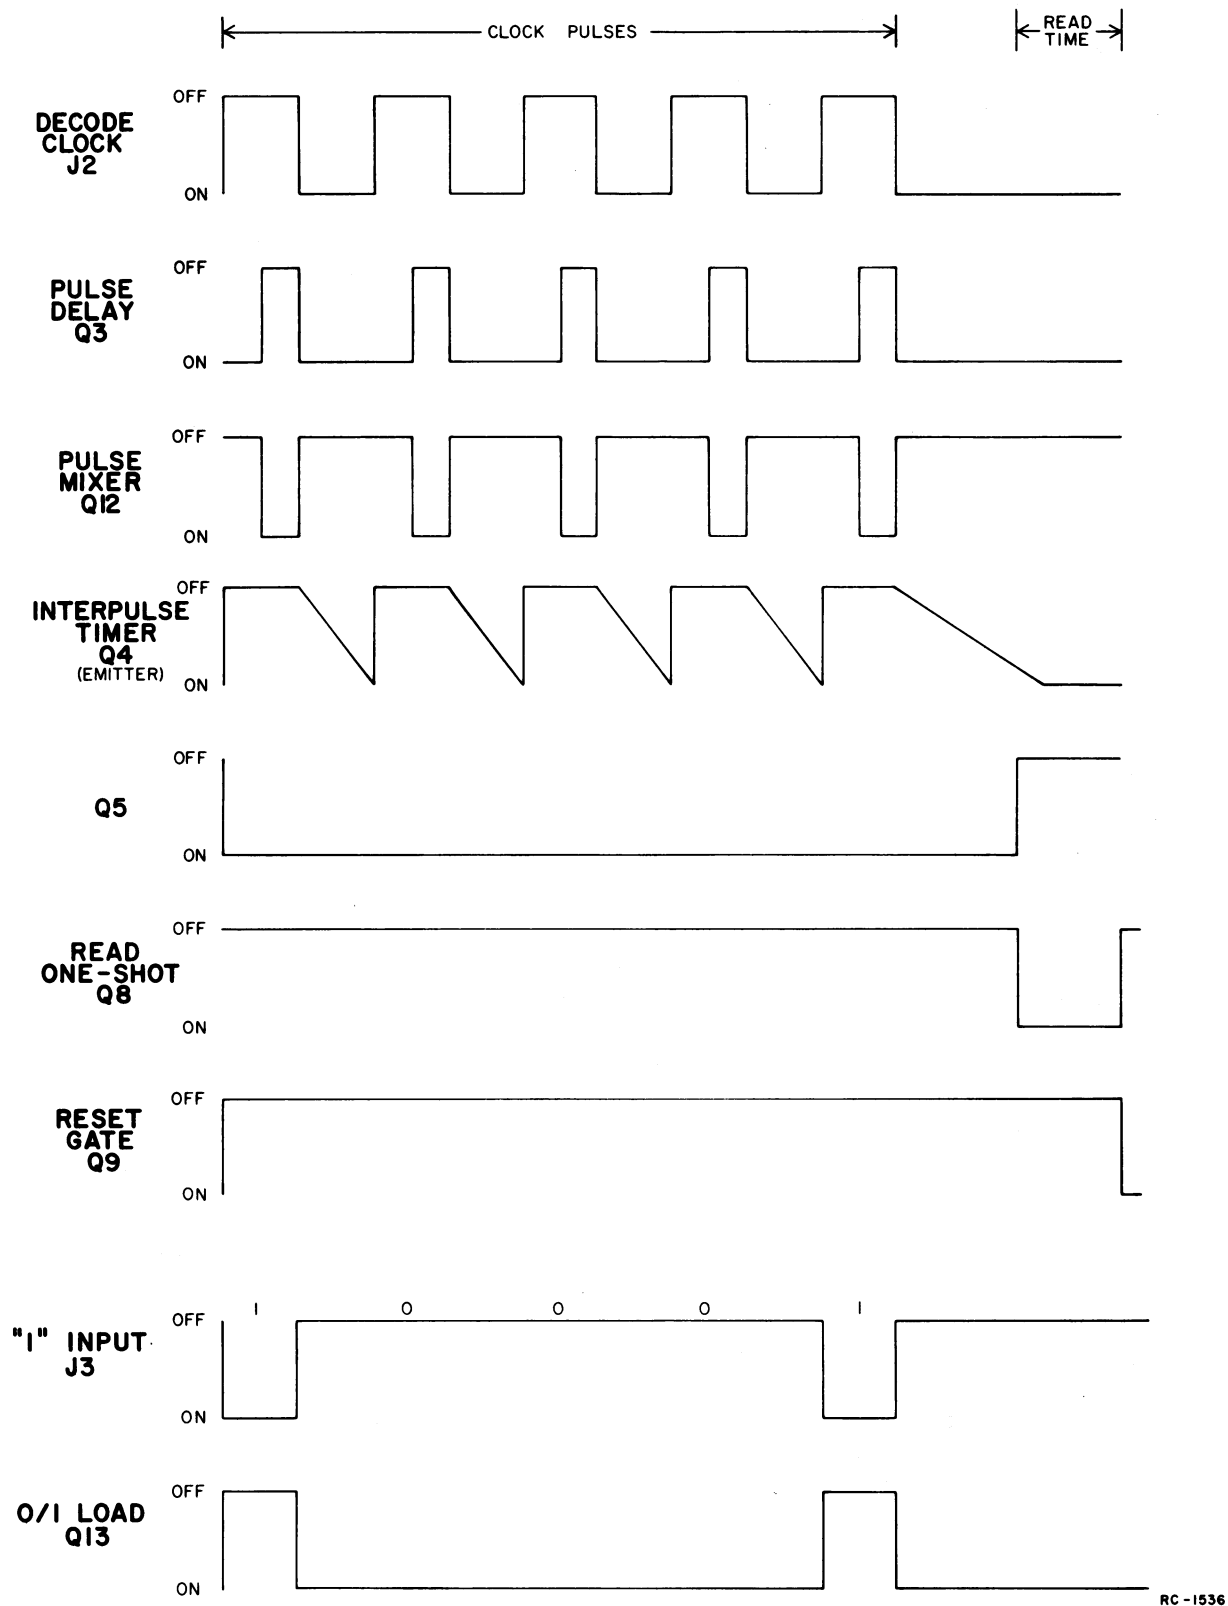 CLOCK PULSES
READ
TIME
OFF
DECODE
CLOCK
J2
ON
OFF
PULSE
DELAY
Q3
ON
OFF
PULSE
MIXER
Q12
ON
OFF
INTERPULSE
TIMER
Q4
(EMITTER)
ON
OFF
Q5
ON
OFF
READ
ONE-SHOT
Q8
ON
OFF
RESET
GATE
Q9
ON
1 0 0 0 1
OFF
"1" INPUT
J3
ON
OFF
0/1 LOAD
Q13
ON
RC-1536